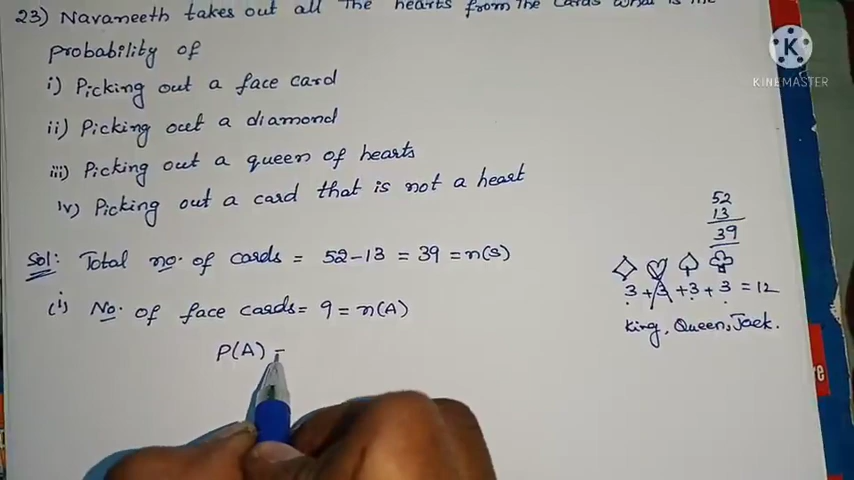 23) Navaneeth takes out all the hearts from the cards what is the
probability of
i) Picking out a face card
ii) Picking out a diamond
iii) Picking out a queen of hearts
iv) Picking out a card that is not a heart
Sol: Total no. of cards = 52-13 = 39 = n(s)
(i) No. of face cards = 9 = n(A)
P(A) =
52
13
39
3 + 3 + 3 + 3 = 12
King, Queen, Jack.
K
KINEMASTER